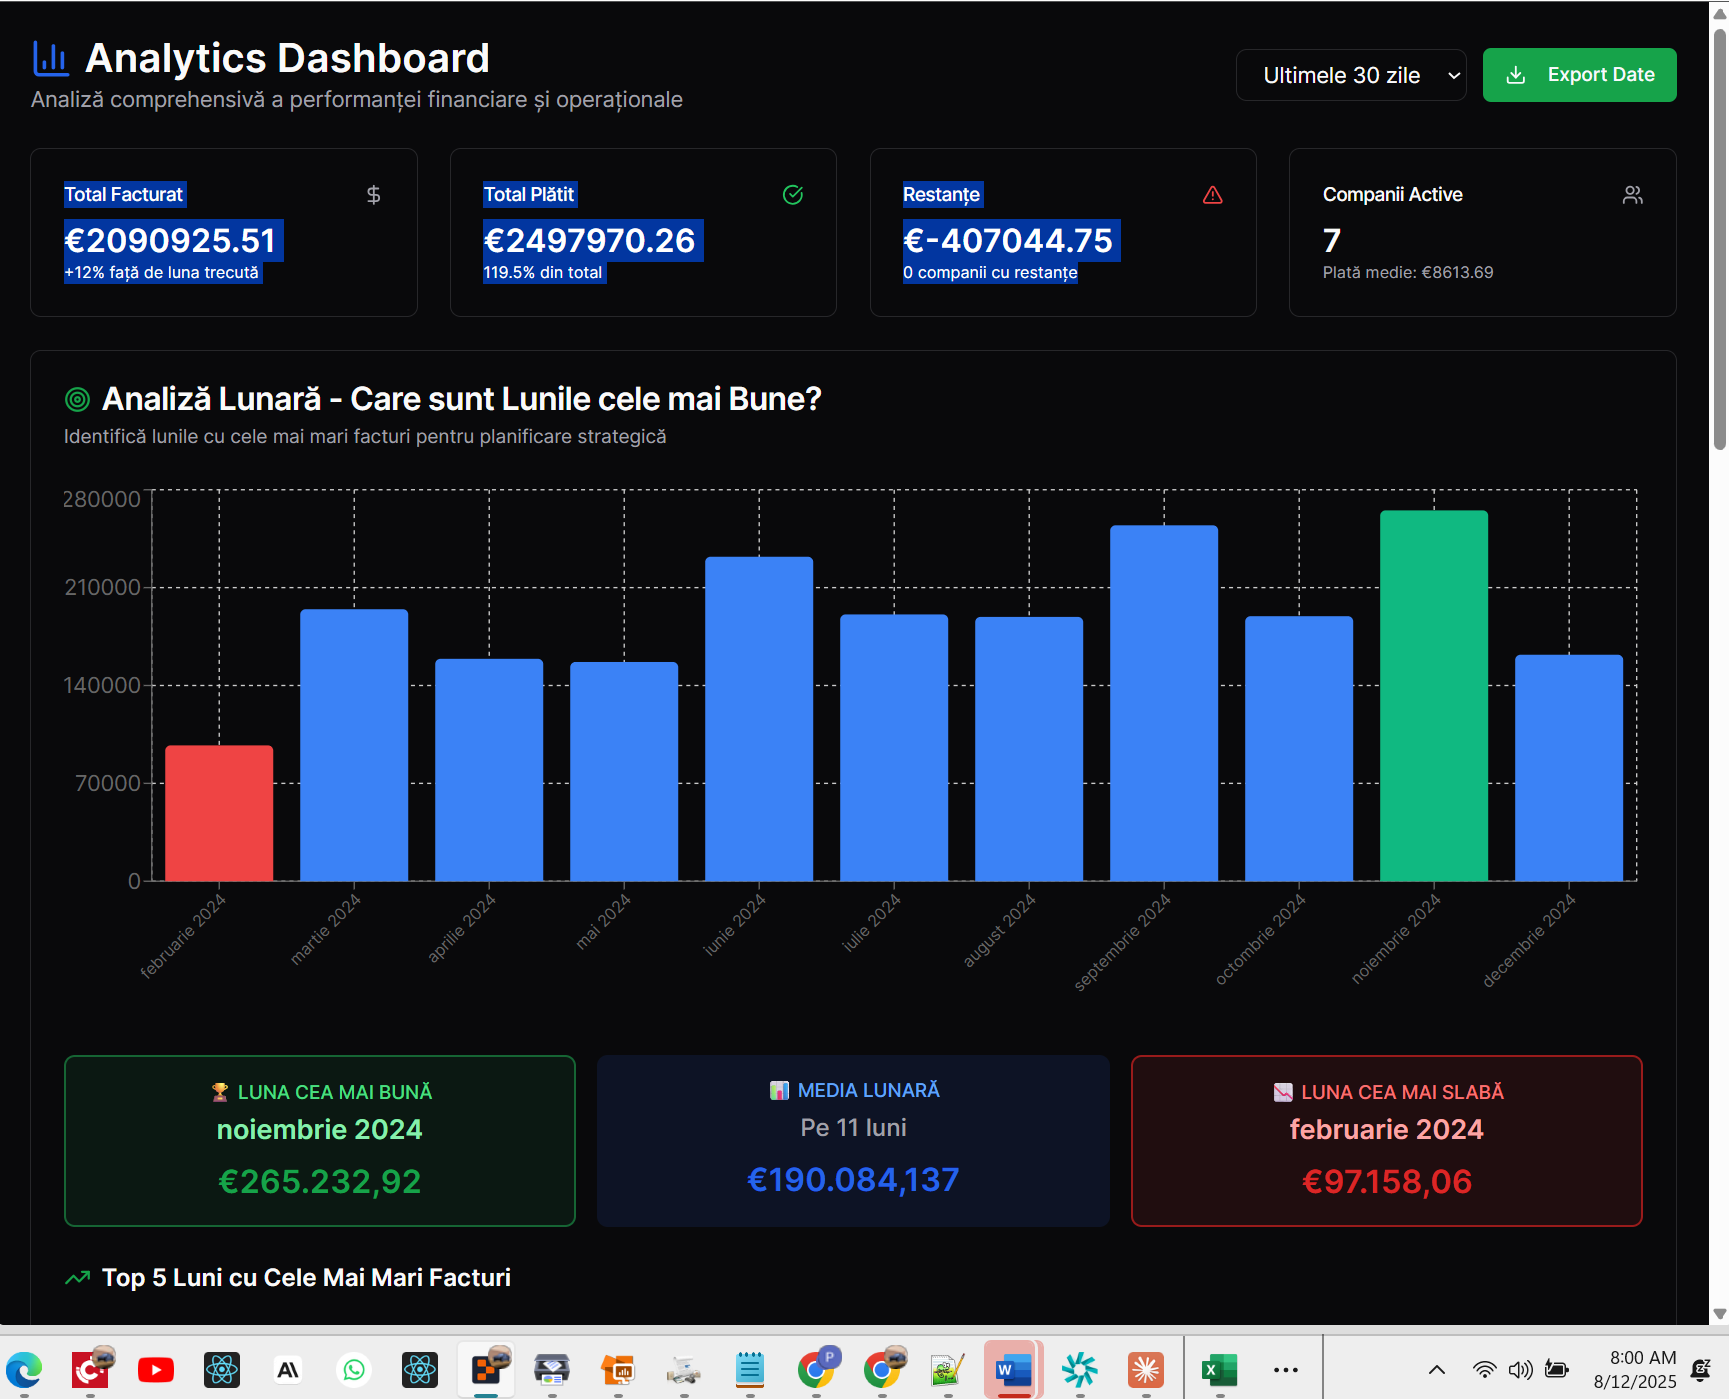 Analytics Dashboard
Analiză comprehensivă a performanței financiare și operaționale
Ultimele 30 zile
Export Date
Total Facturat
€2090925.51
+12% față de luna trecută
Total Plătit
€2497970.26
119.5% din total
Restanțe
€-407044.75
0 companii cu restanțe
Companii Active
7
Plată medie: €8613.69
Analiză Lunară - Care sunt Lunile cele mai Bune?
Identifică lunile cu cele mai mari facturi pentru planificare strategică
280000
210000
140000
70000
0
februarie 2024
martie 2024
aprilie 2024
mai 2024
iunie 2024
iulie 2024
august 2024
septembrie 2024
octombrie 2024
noiembrie 2024
decembrie 2024
LUNA CEA MAI BUNĂ
noiembrie 2024
€265.232,92
MEDIA LUNARĂ
Pe 11 luni
€190.084,137
LUNA CEA MAI SLABĂ
februarie 2024
€97.158,06
Top 5 Luni cu Cele Mai Mari Facturi
8:00 AM
8/12/2025